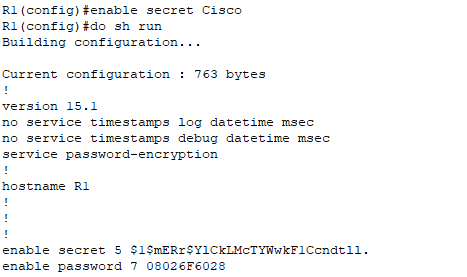 R1(config)#enable secret Cisco
R1(config)#do sh run
Building configuration...
Current configuration : 763 bytes
!
version 15.1
no service timestamps log datetime msec
no service timestamps debug datetime msec
service password-encryption
!
hostname R1
!
!
!
enable secret 5 $1$mERr$YlCkLMcTYWwkF1Ccndtll.
enable password 7 08026F6028